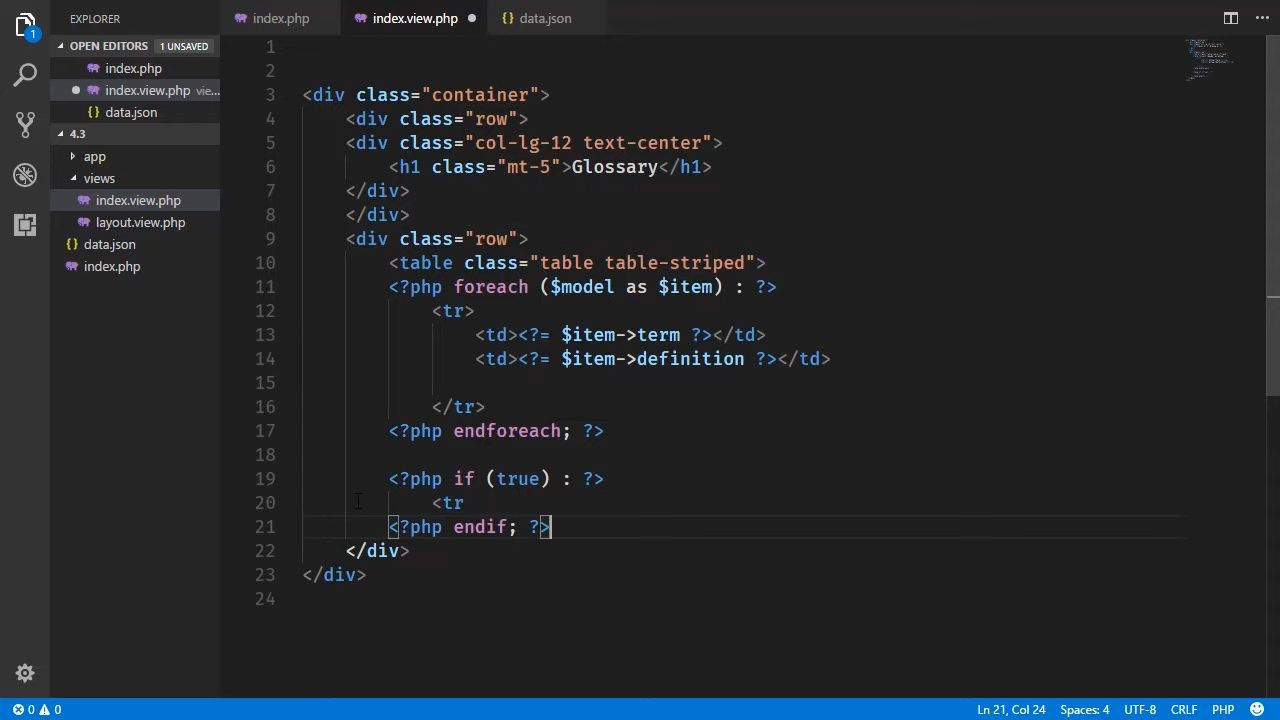 EXPLORER
index.php
index.view.php
data.json
1
OPEN EDITORS 1 UNSAVED
index.php
index.view.php vie...
data.json
4.3
app
views
index.view.php
layout.view.php
data.json
index.php
1
2
3 <div class="container">
4 <div class="row">
5 <div class="col-lg-12 text-center">
6 <h1 class="mt-5">Glossary</h1>
7 </div>
8 </div>
9 <div class="row">
10 <table class="table table-striped">
11 <?php foreach ($model as $item) : ?>
12 <tr>
13 <td><?= $item->term ?></td>
14 <td><?= $item->definition ?></td>
15
16 </tr>
17 <?php endforeach; ?>
18
19 <?php if (true) : ?>
20 <tr
21 <?php endif; ?>
22 </div>
23 </div>
24
0 0
Ln 21, Col 24
Spaces: 4
UTF-8
CRLF
PHP